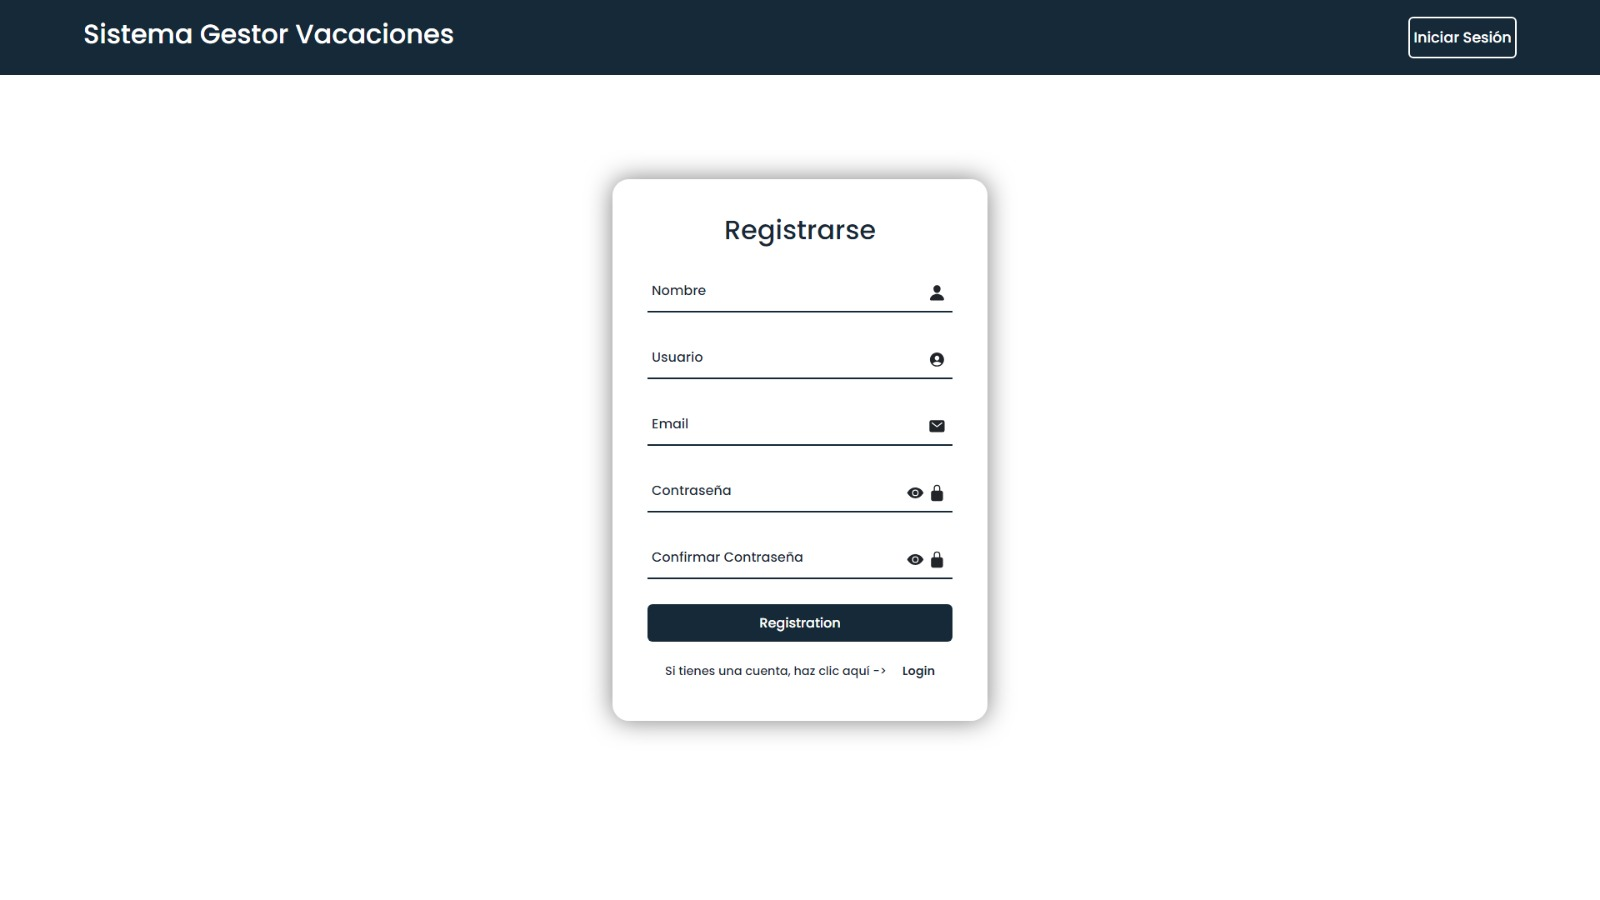 Sistema Gestor Vacaciones
Iniciar Sesión
Registrarse
Nombre
Usuario
Email
Contraseña
Confirmar Contraseña
Registration
Si tienes una cuenta, haz clic aquí -> Login